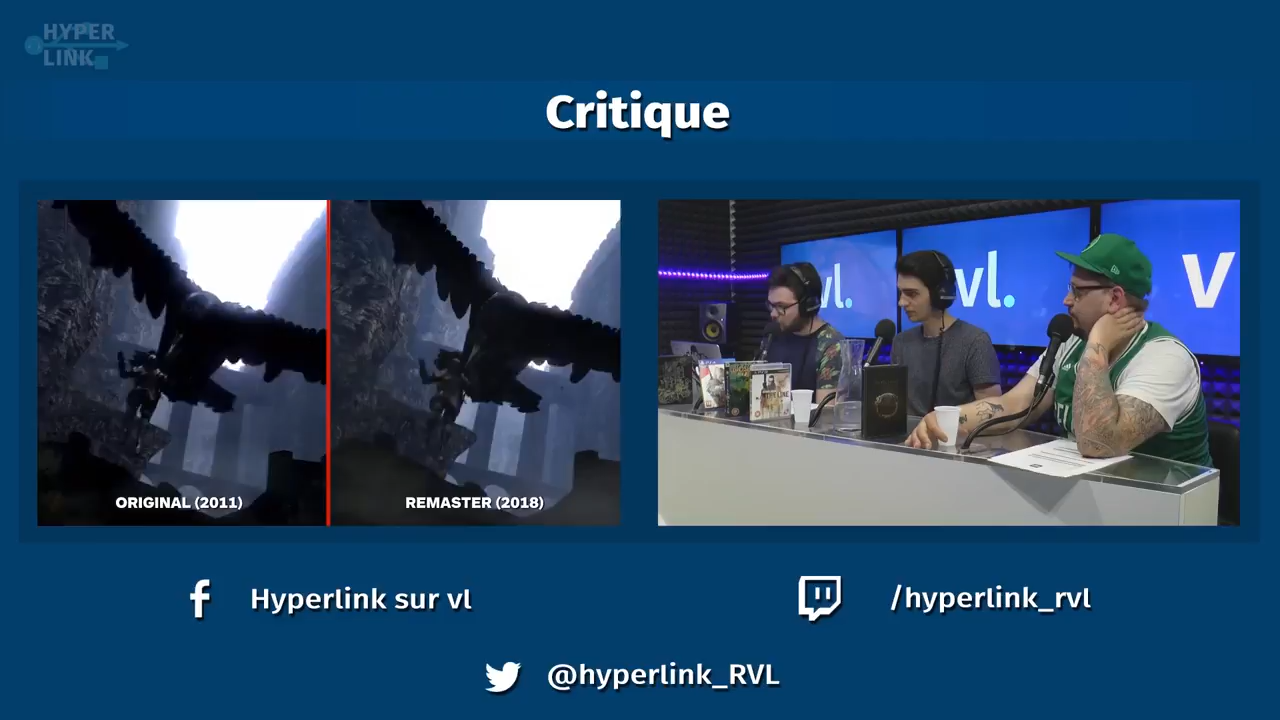 HYPER
LINK
Critique
ORIGINAL (2011)
REMASTER (2018)
vl.
vl.
v
Hyperlink sur vl
/hyperlink_rvl
@hyperlink_RVL